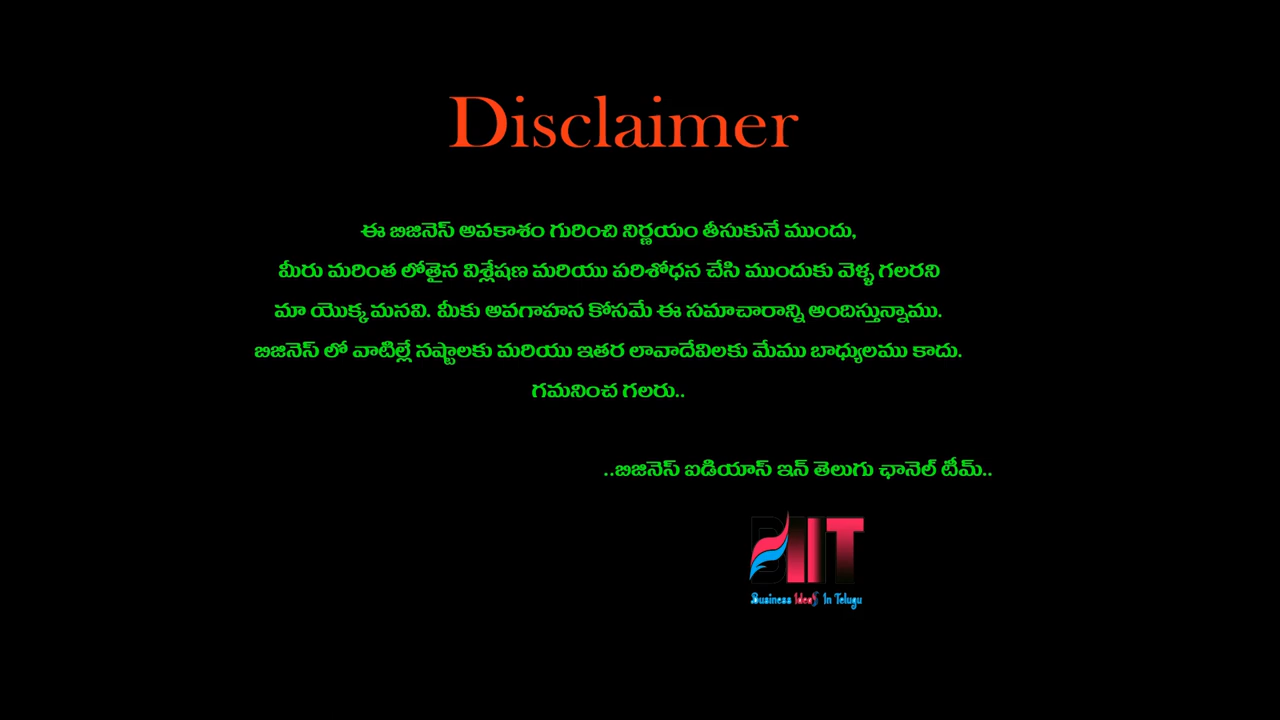 Disclaimer
ఈ బిజినెస్ అవకాశం గురించి నిర్ణయం తీసుకునే ముందు,
మీరు మరింత లోతైన విశ్లేషణ మరియు పరిశోధన చేసి ముందుకు వెళ్ళ గలరని
మా యొక్క మనవి. మీకు అవగాహన కోసమే ఈ సమాచారాన్ని అందిస్తున్నాము.
బిజినెస్ లో వాటిల్లే నష్టాలకు మరియు ఇతర లావాదేవిలకు మేము బాధ్యులము కాదు.
గమనించ గలరు..
..బిజినెస్ ఐడియాస్ ఇన్ తెలుగు ఛానెల్ టీమ్..
BIIT
Business Ideas In Telugu